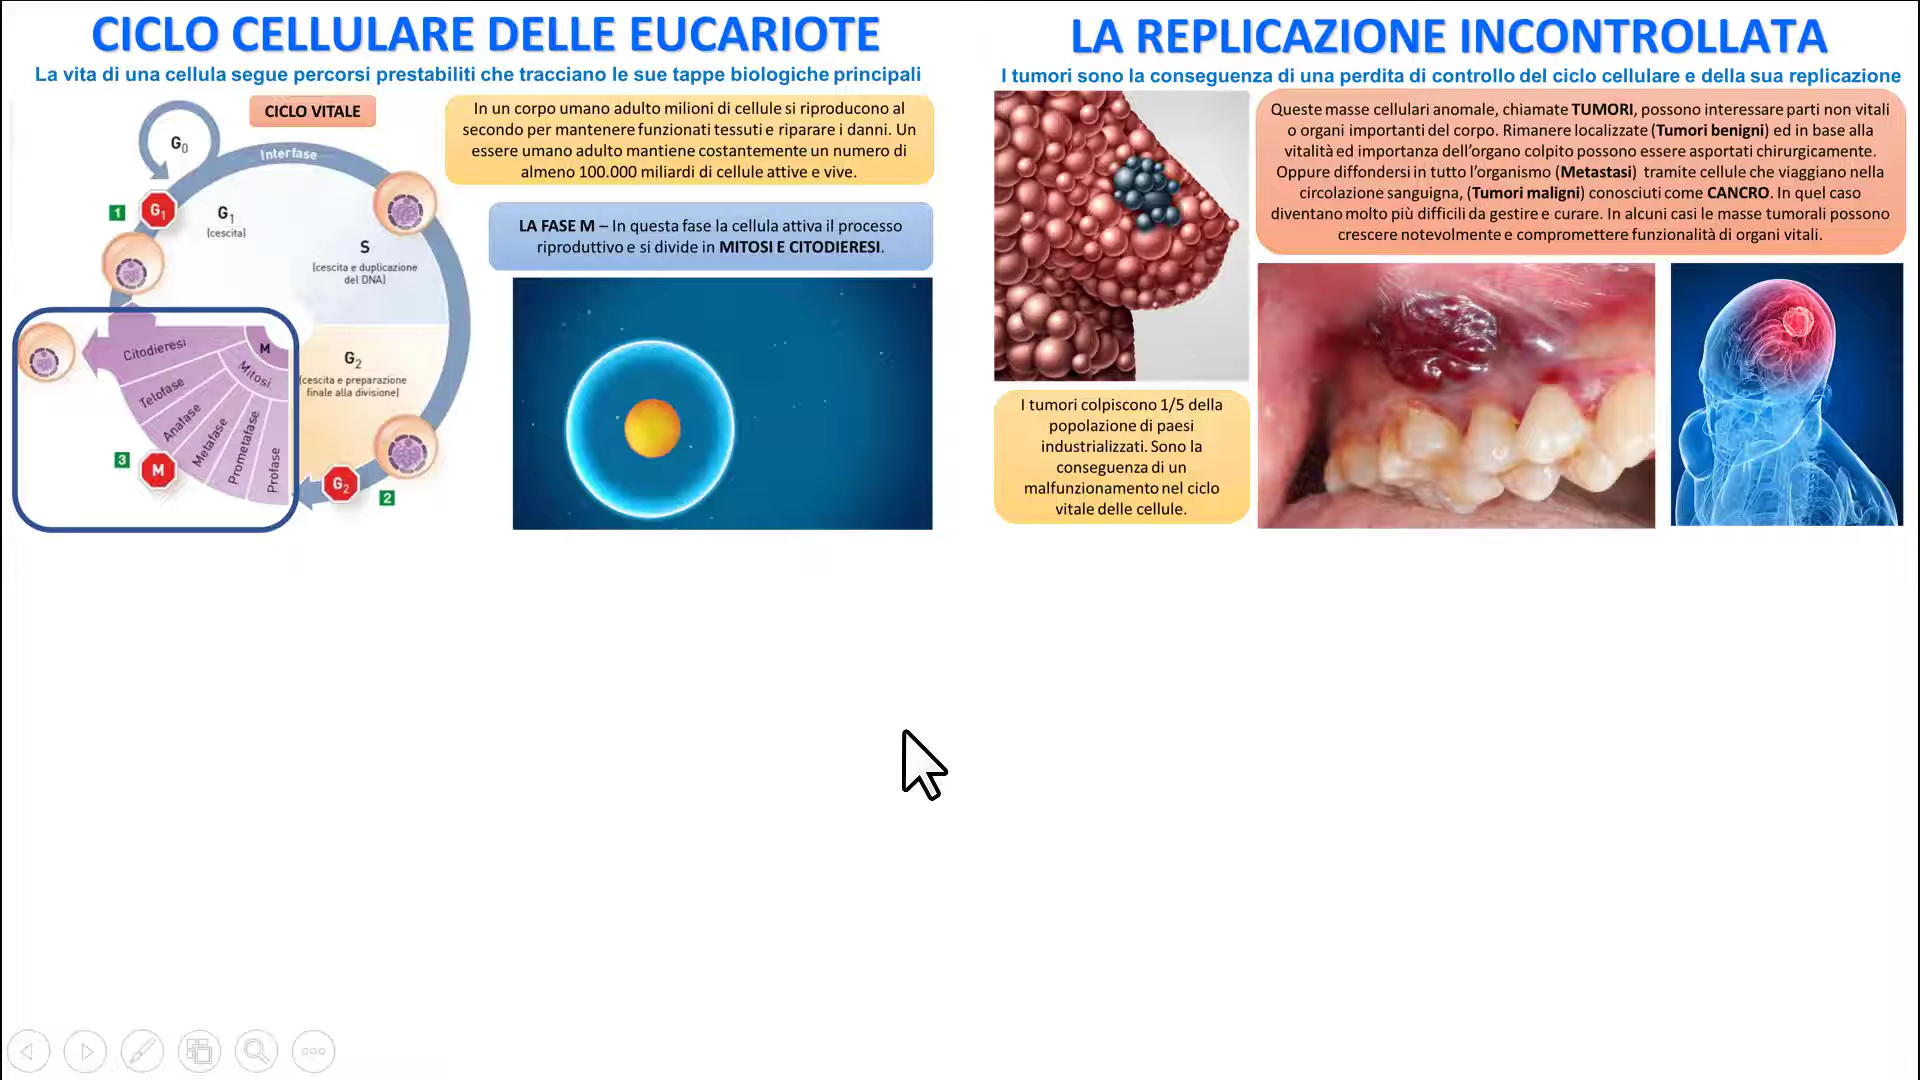 CICLO CELLULARE DELLE EUCARIOTE
La vita di una cellula segue percorsi prestabiliti che tracciano le sue tappe biologiche principali
CICLO VITALE
G0
Interfase
1
G1
G1
(cescita)
S
(cescita e duplicazione
del DNA)
G2
(cescita e preparazione
finale alla divisione)
M
Mitosi
Citodieresi
Telofase
Anafase
Metafase
Prometafase
Profase
3
M
G2
2
In un corpo umano adulto milioni di cellule si riproducono al
secondo per mantenere funzionati tessuti e riparare i danni. Un
essere umano adulto mantiene costantemente un numero di
almeno 100.000 miliardi di cellule attive e vive.
LA FASE M – In questa fase la cellula attiva il processo
riproduttivo e si divide in MITOSI E CITODIERESI.
LA REPLICAZIONE INCONTROLLATA
I tumori sono la conseguenza di una perdita di controllo del ciclo cellulare e della sua replicazione
Queste masse cellulari anomale, chiamate TUMORI, possono interessare parti non vitali
o organi importanti del corpo. Rimanere localizzate (Tumori benigni) ed in base alla
vitalità ed importanza dell'organo colpito possono essere asportati chirurgicamente.
Oppure diffondersi in tutto l'organismo (Metastasi) tramite cellule che viaggiano nella
circolazione sanguigna, (Tumori maligni) conosciuti come CANCRO. In quel caso
diventano molto più difficili da gestire e curare. In alcuni casi le masse tumorali possono
crescere notevolmente e compromettere funzionalità di organi vitali.
I tumori colpiscono 1/5 della
popolazione di paesi
industrializzati. Sono la
conseguenza di un
malfunzionamento nel ciclo
vitale delle cellule.